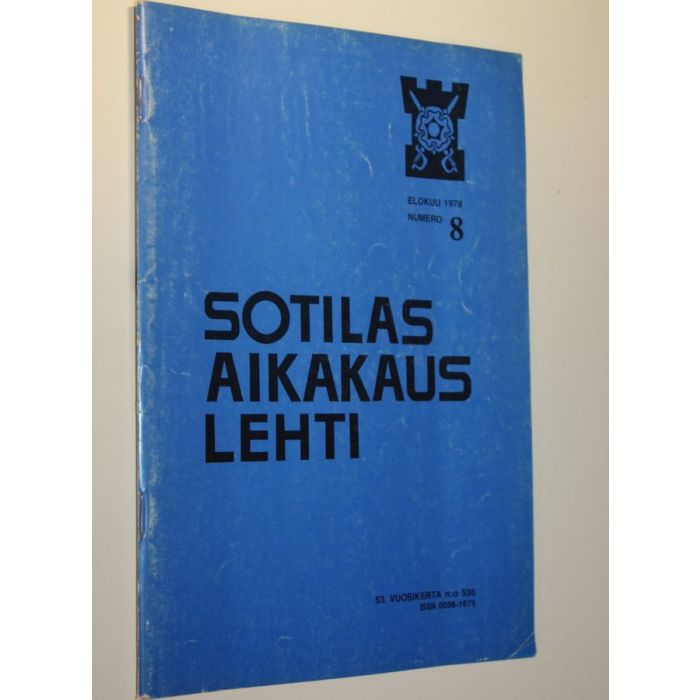 ELOKUU 1978
NUMERO 8
SOTILAS
AIKAKAUS
LEHTI
53. VUOSIKERTA n:o 536
ISSN 0038-1675